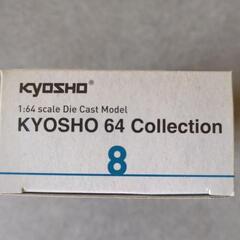 KYOSHO®
1:64 scale Die Cast Model
KYOSHO 64 Collection
8